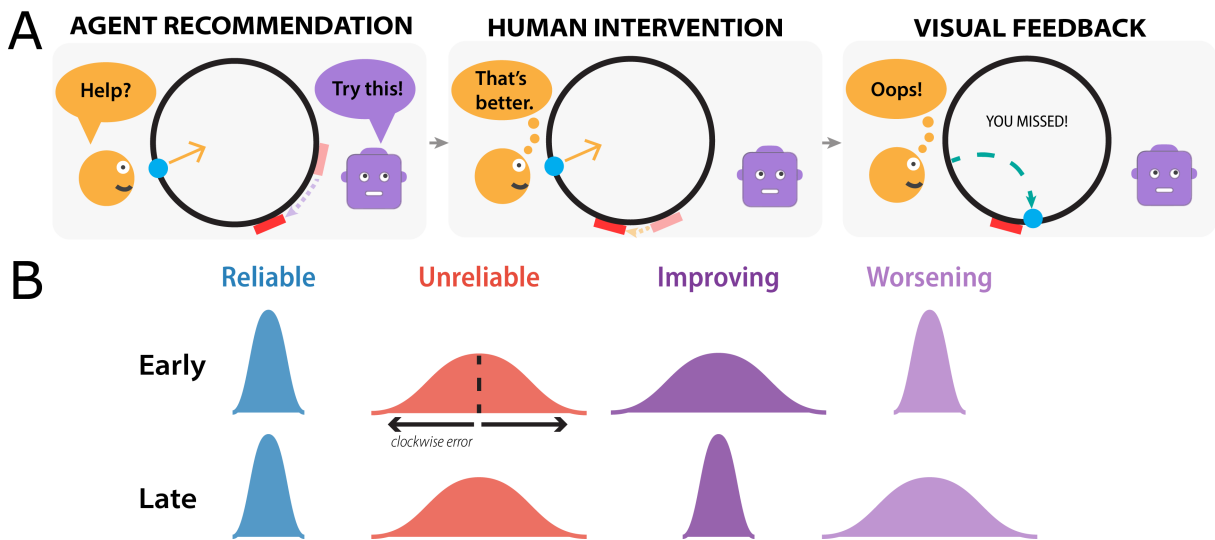 A
AGENT RECOMMENDATION
HUMAN INTERVENTION
VISUAL FEEDBACK
Help?
Try this!
That's
better.
Oops!
YOU MISSED!
B
Reliable
Unreliable
Improving
Worsening
Early
clockwise error
Late